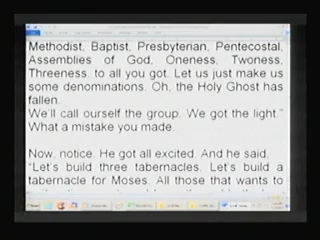 Methodist, Baptist, Presbyterian, Pentecostal,
Assemblies of God, Oneness, Twoness,
Threeness, to all you got. Let us just make us
some denominations. Oh, the Holy Ghost has
fallen.
We'll call ourself the group. We got the light."
What a mistake you made.
Now, notice. He got all excited. And he said,
"Let's build three tabernacles. Let's build a
tabernacle for Moses. All those that wants to